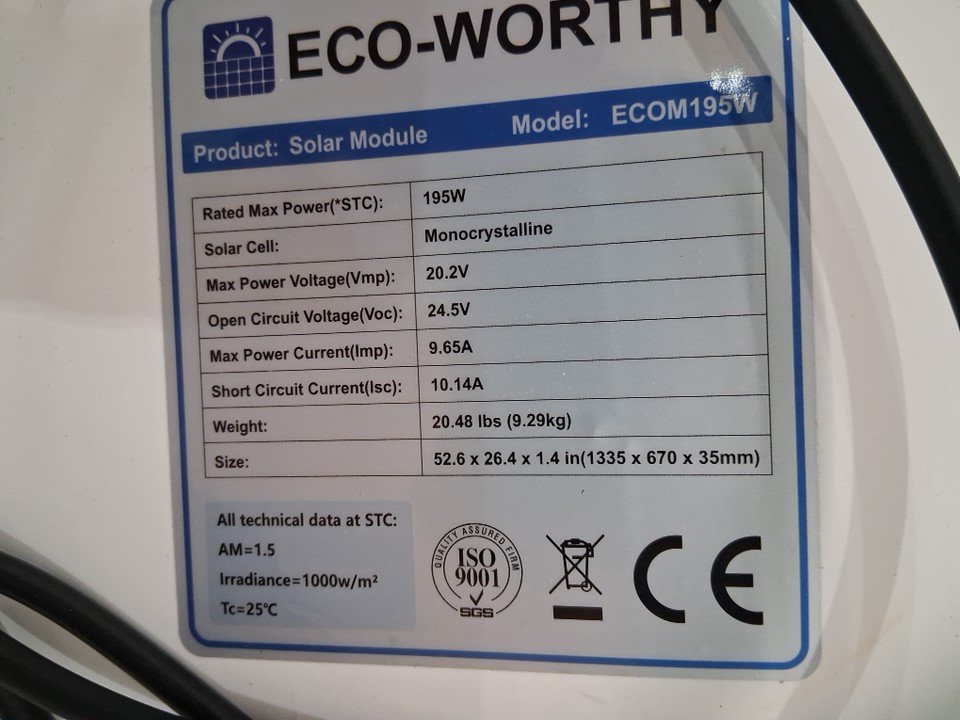 ECO-WORTHY
Product: Solar Module Model: ECOM195W
Rated Max Power(*STC): 195W
Solar Cell: Monocrystalline
Max Power Voltage(Vmp): 20.2V
Open Circuit Voltage(Voc): 24.5V
Max Power Current(Imp): 9.65A
Short Circuit Current(Isc): 10.14A
Weight: 20.48 lbs (9.29kg)
Size: 52.6 x 26.4 x 1.4 in(1335 x 670 x 35mm)
All technical data at STC:
AM=1.5
Irradiance=1000w/m²
Tc=25℃
QUALITY ASSURED FIRM
ISO
9001
SGS
CE